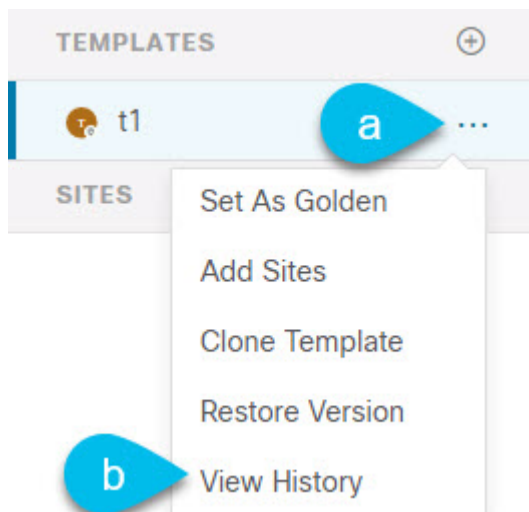 TEMPLATES
T t1 a ...
SITES
Set As Golden
Add Sites
Clone Template
Restore Version
b View History